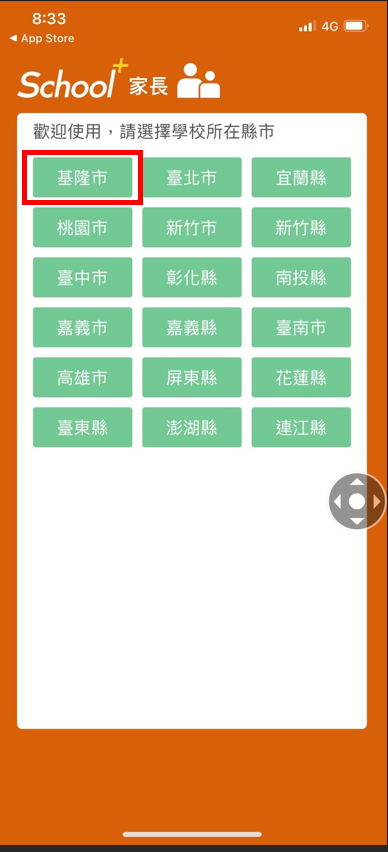 8:33
4G
◀ App Store
School+ 家長
歡迎使用，請選擇學校所在縣市
基隆市 臺北市 宜蘭縣
桃園市 新竹市 新竹縣
臺中市 彰化縣 南投縣
嘉義市 嘉義縣 臺南市
高雄市 屏東縣 花蓮縣
臺東縣 澎湖縣 連江縣